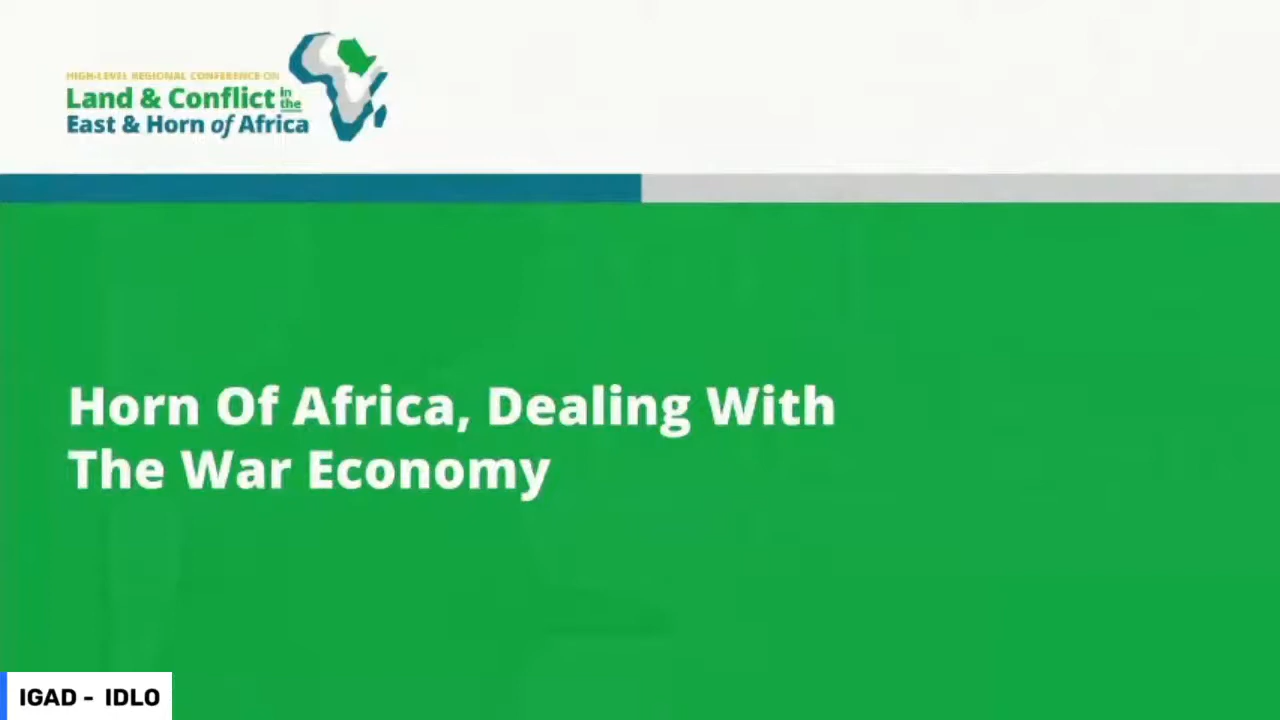 HIGH-LEVEL REGIONAL CONFERENCE ON
Land & Conflict in the
East & Horn of Africa
Horn Of Africa, Dealing With
The War Economy
IGAD - IDLO